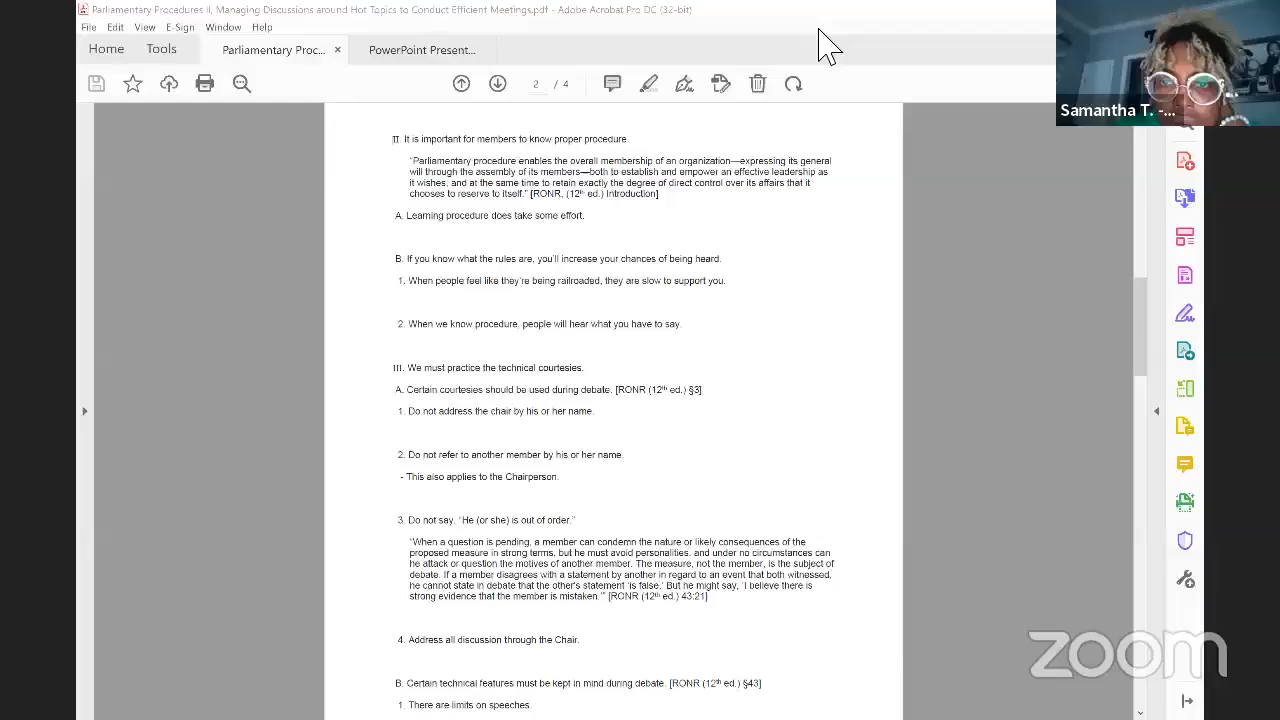 Parliamentary Procedures II, Managing Discussions around Hot Topics to Conduct Efficient Meetings.pdf - Adobe Acrobat Pro DC (32-bit)
File Edit View E-Sign Window Help
Home Tools Parliamentary Proc... × PowerPoint Present...
2 / 4
Samantha T. -...
II. It is important for members to know proper procedure.
"Parliamentary procedure enables the overall membership of an organization—expressing its general
will through the assembly of its members—both to establish and empower an effective leadership as
it wishes, and at the same time to retain exactly the degree of direct control over its affairs that it
chooses to reserve to itself." [RONR, (12th ed.) Introduction]
A. Learning procedure does take some effort.
B. If you know what the rules are, you'll increase your chances of being heard.
1. When people feel like they're being railroaded, they are slow to support you.
2. When we know procedure, people will hear what you have to say.
III. We must practice the technical courtesies.
A. Certain courtesies should be used during debate. [RONR (12th ed.) §3]
1. Do not address the chair by his or her name.
2. Do not refer to another member by his or her name.
- This also applies to the Chairperson.
3. Do not say, "He (or she) is out of order."
"When a question is pending, a member can condemn the nature or likely consequences of the
proposed measure in strong terms, but he must avoid personalities, and under no circumstances can
he attack or question the motives of another member. The measure, not the member, is the subject of
debate. If a member disagrees with a statement by another in regard to an event that both witnessed,
he cannot state in debate that the other's statement 'is false.' But he might say, 'I believe there is
strong evidence that the member is mistaken.'" [RONR (12th ed.) 43:21]
4. Address all discussion through the Chair.
B. Certain technical features must be kept in mind during debate. [RONR (12th ed.) §43]
1. There are limits on speeches.
zoom